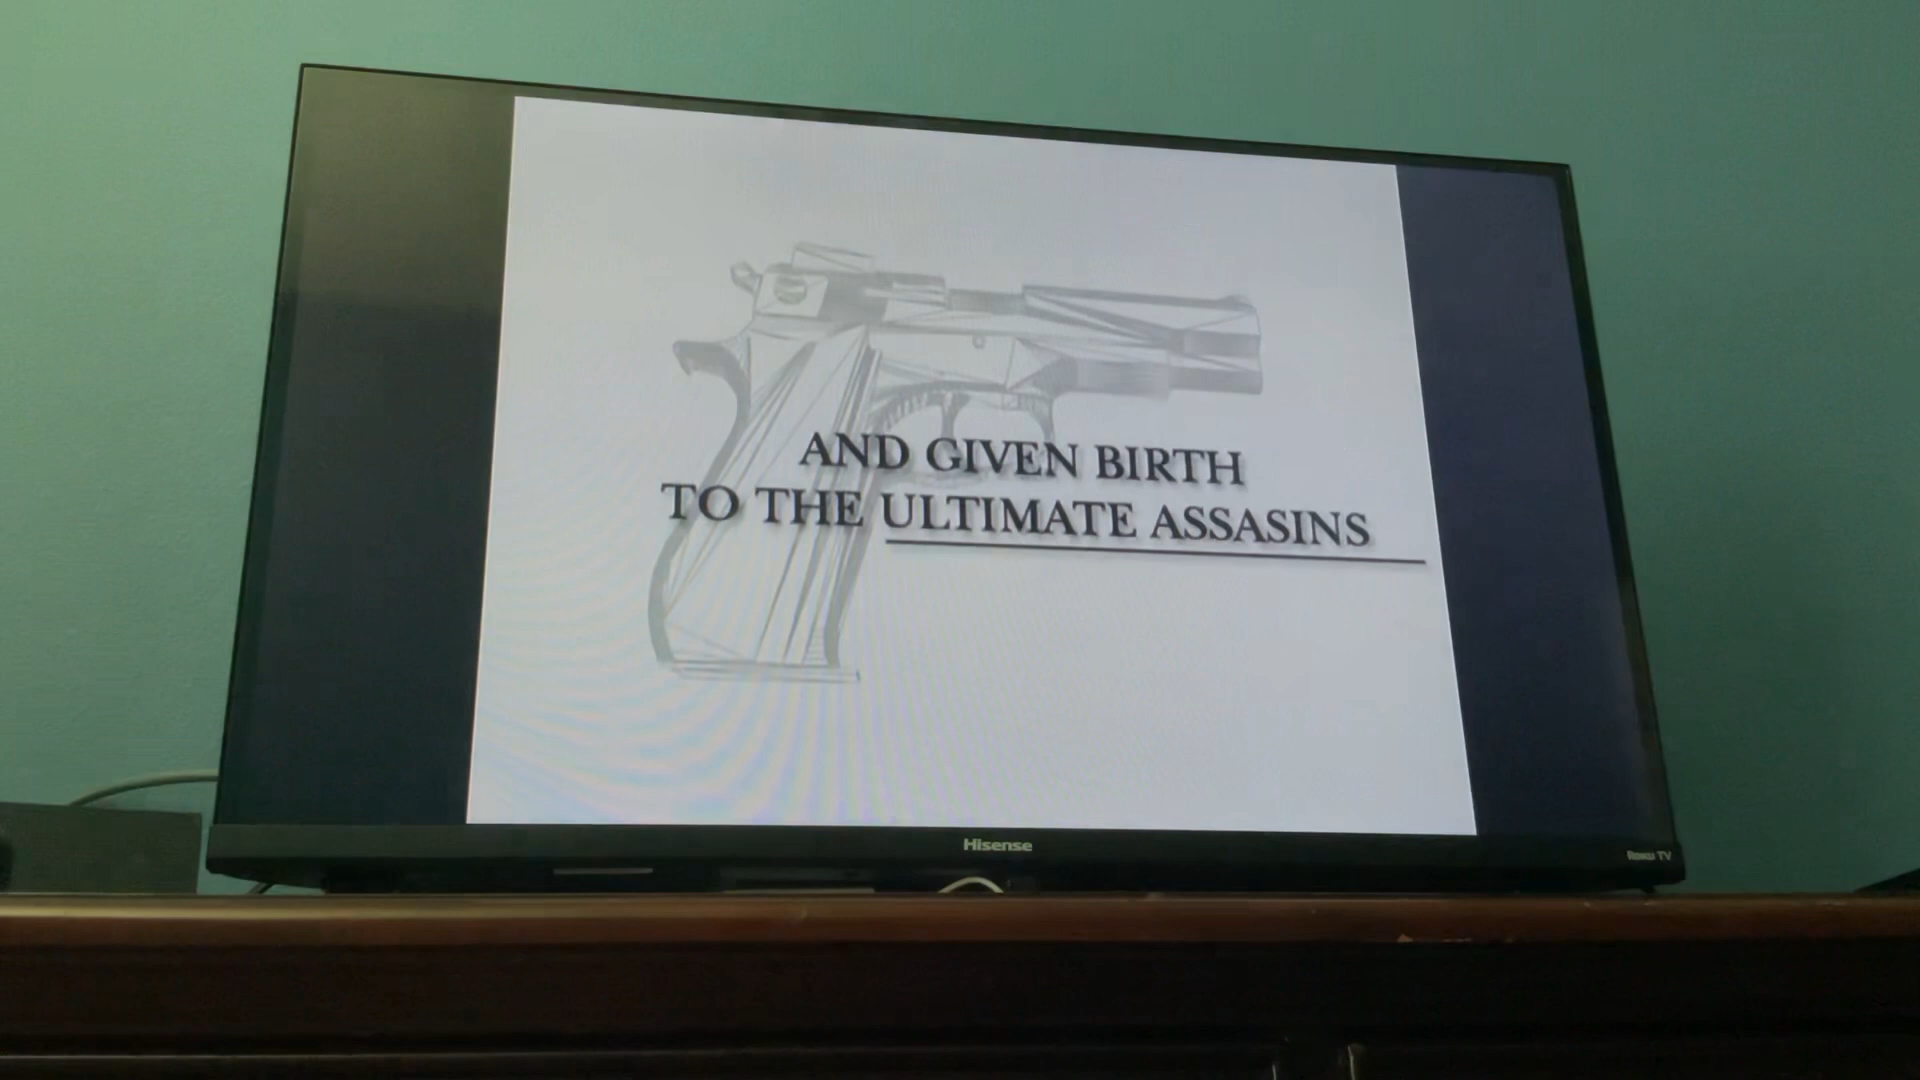 AND GIVEN BIRTH
TO THE ULTIMATE ASSASINS
Hisense
Roku TV